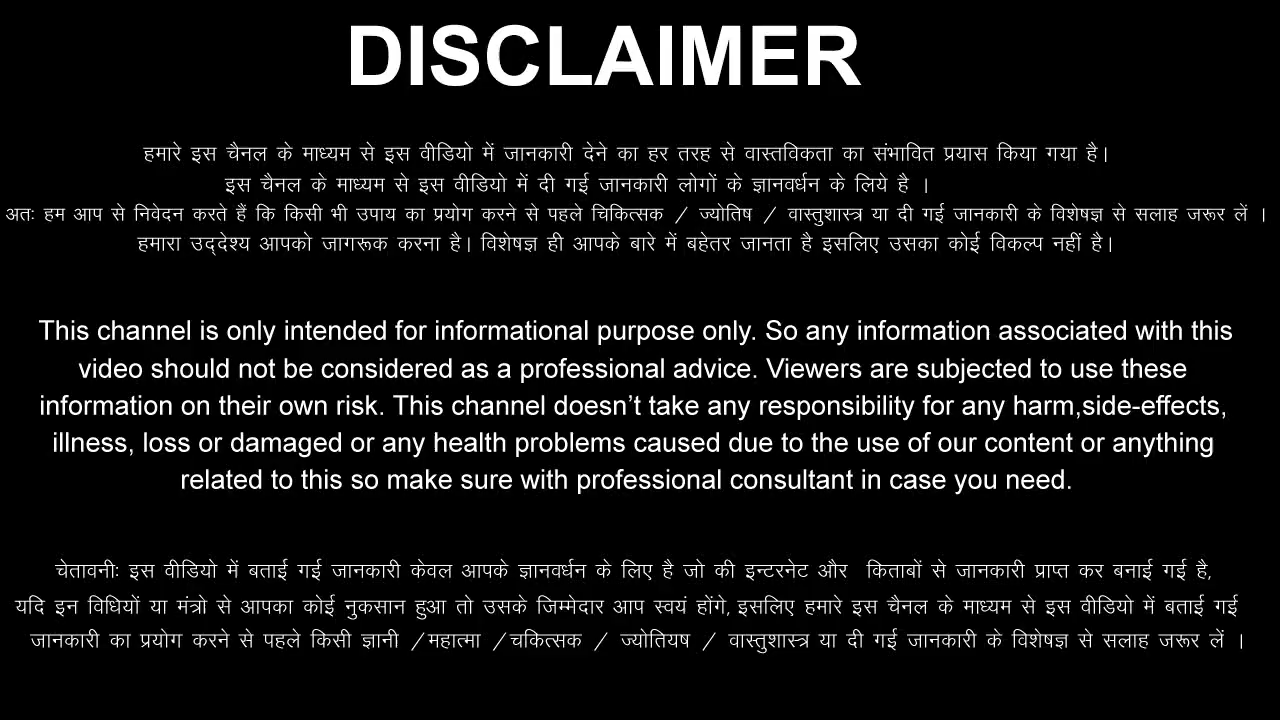 DISCLAIMER
हमारे इस चैनल के माध्यम से इस वीडियो में जानकारी देने का हर तरह से वास्तविकता का संभावित प्रयास किया गया है।
इस चैनल के माध्यम से इस वीडियो में दी गई जानकारी लोगों के ज्ञानवर्धन के लिये है ।
अतः हम आप से निवेदन करते हैं कि किसी भी उपाय का प्रयोग करने से पहले चिकित्सक / ज्योतिष / वास्तुशास्त्र या दी गई जानकारी के विशेषज्ञ से सलाह जरूर लें ।
हमारा उद्देश्य आपको जागरूक करना है। विशेषज्ञ ही आपके बारे में बहेतर जानता है इसलिए उसका कोई विकल्प नहीं है।
This channel is only intended for informational purpose only. So any information associated with this
video should not be considered as a professional advice. Viewers are subjected to use these
information on their own risk. This channel doesn’t take any responsibility for any harm,side-effects,
illness, loss or damaged or any health problems caused due to the use of our content or anything
related to this so make sure with professional consultant in case you need.
चेतावनीः इस वीडियो में बताई गई जानकारी केवल आपके ज्ञानवर्धन के लिए है जो की इन्टरनेट और किताबों से जानकारी प्राप्त कर बनाई गई है,
यदि इन विधियों या मंत्रो से आपका कोई नुकसान हुआ तो उसके जिम्मेदार आप स्वयं होंगे, इसलिए हमारे इस चैनल के माध्यम से इस वीडियो में बताई गई
जानकारी का प्रयोग करने से पहले किसी ज्ञानी /महात्मा /चकित्सक / ज्योतियष / वास्तुशास्त्र या दी गई जानकारी के विशेषज्ञ से सलाह जरूर लें ।